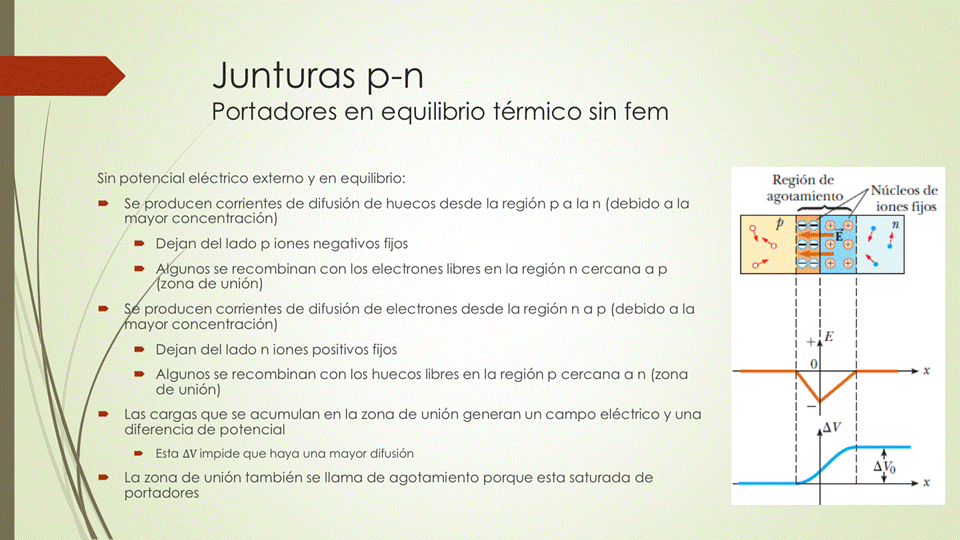 Junturas p-n
Portadores en equilibrio térmico sin fem
Sin potencial eléctrico externo y en equilibrio:
Se producen corrientes de difusión de huecos desde la región p a la n (debido a la
mayor concentración)
Dejan del lado p iones negativos fijos
Algunos se recombinan con los electrones libres en la región n cercana a p
(zona de unión)
Se producen corrientes de difusión de electrones desde la región n a p (debido a la
mayor concentración)
Dejan del lado n iones positivos fijos
Algunos se recombinan con los huecos libres en la región p cercana a n (zona
de unión)
Las cargas que se acumulan en la zona de unión generan un campo eléctrico y una
diferencia de potencial
Esta ΔV impide que haya una mayor difusión
La zona de unión también se llama de agotamiento porque esta saturada de
portadores
Región de
agotamiento
Núcleos de
iones fijos
p
n
E
+
E
0
x
−
ΔV
ΔV₀
x